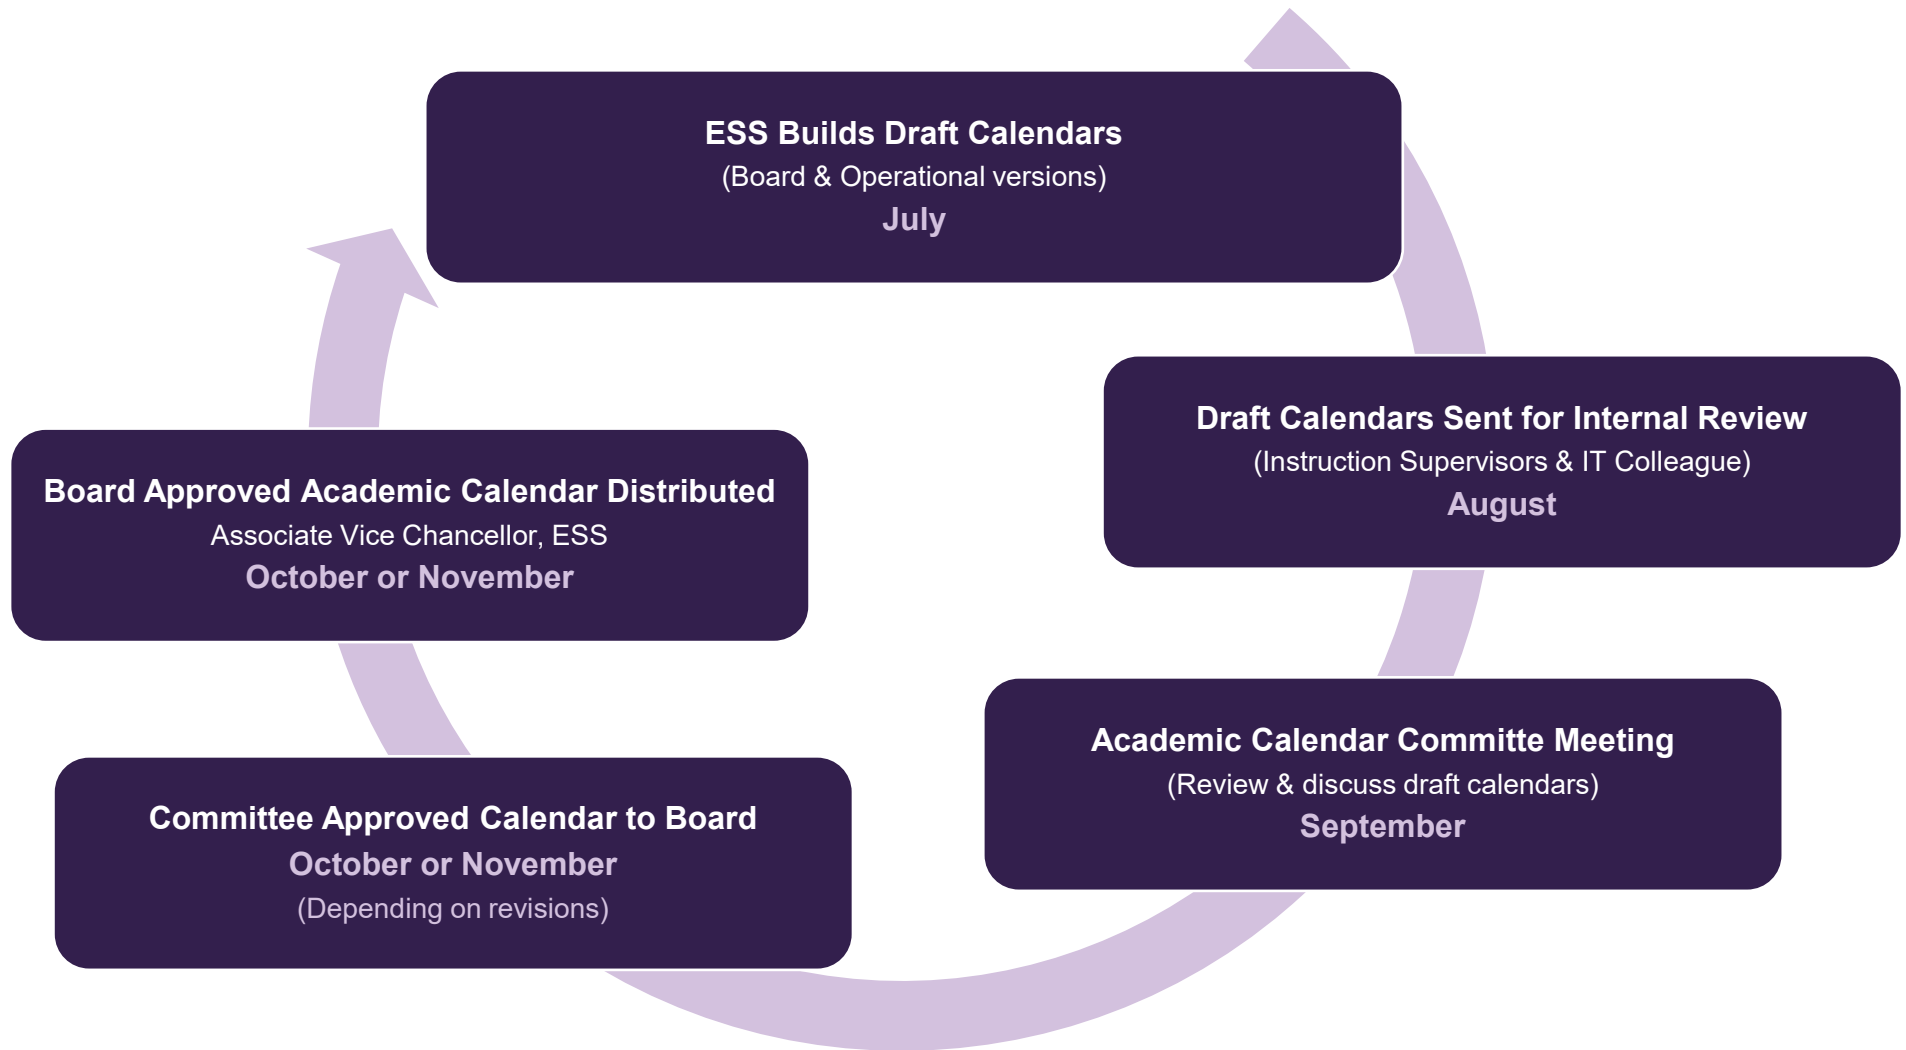 ESS Builds Draft Calendars
(Board & Operational versions)
July
Draft Calendars Sent for Internal Review
(Instruction Supervisors & IT Colleague)
August
Academic Calendar Committe Meeting
(Review & discuss draft calendars)
September
Committee Approved Calendar to Board
October or November
(Depending on revisions)
Board Approved Academic Calendar Distributed
Associate Vice Chancellor, ESS
October or November